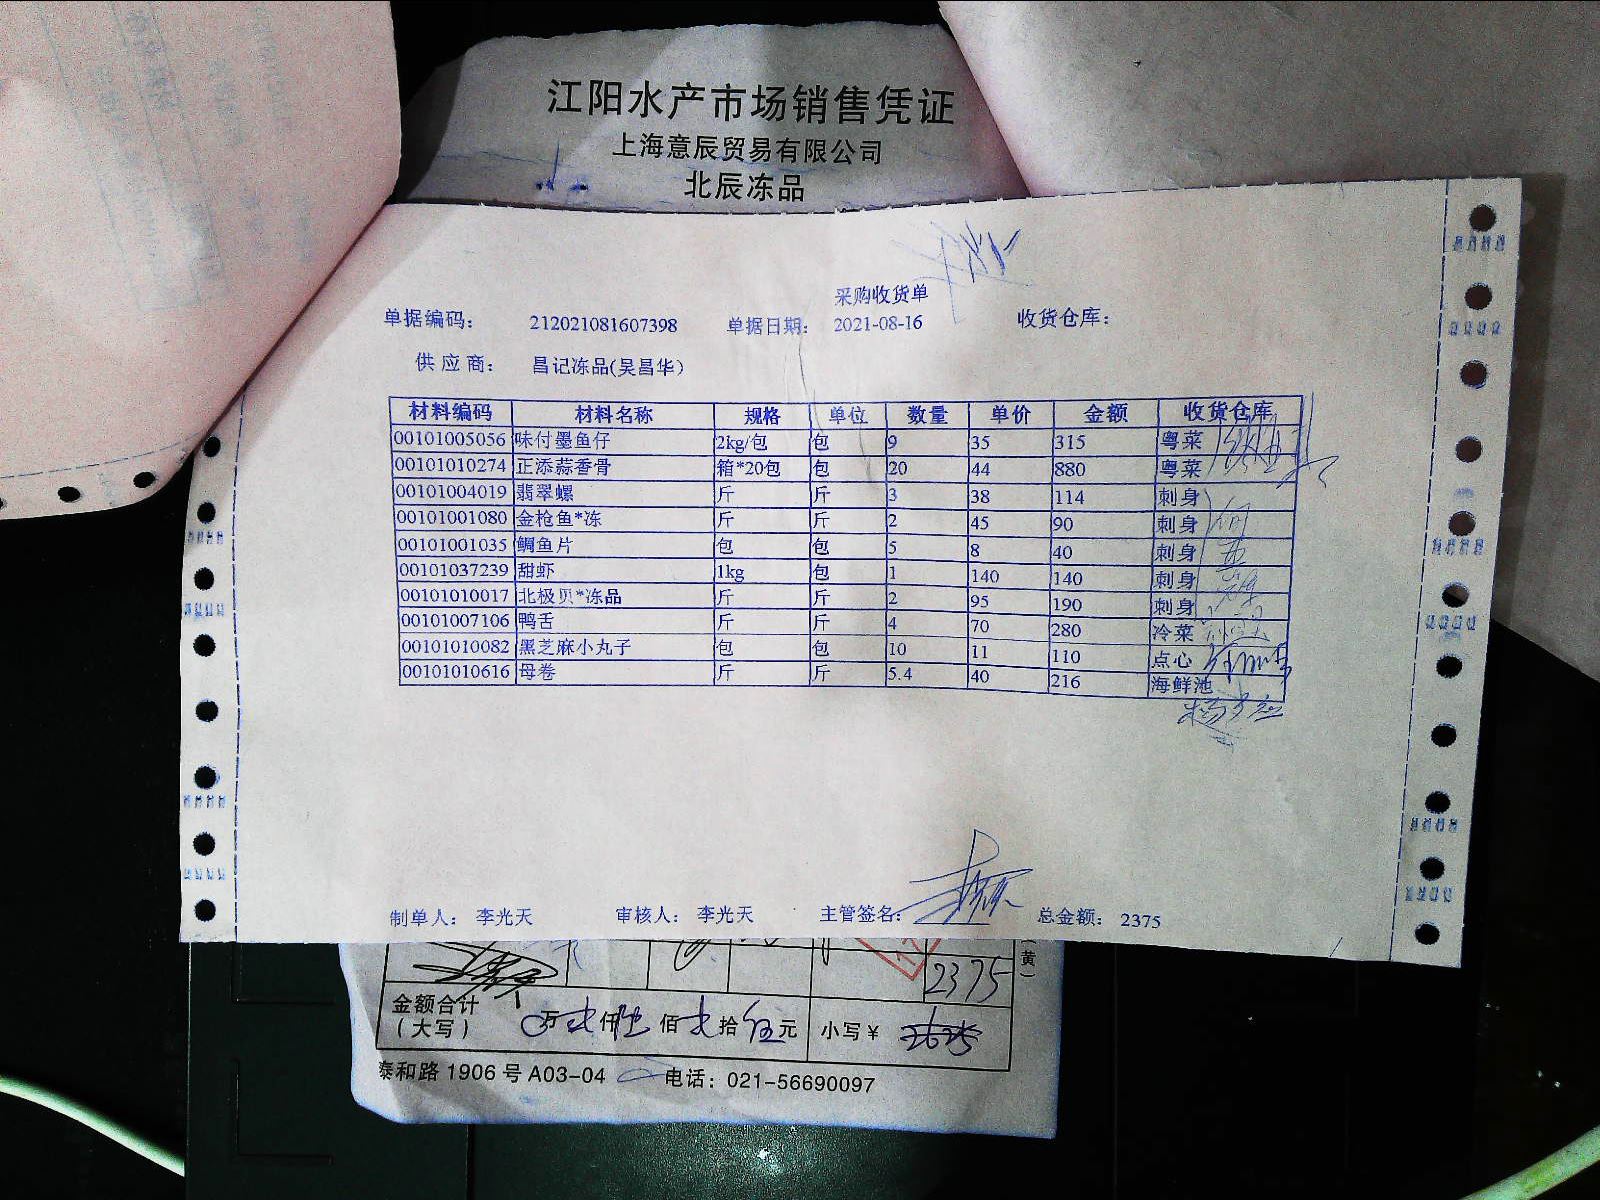 江阳水产市场销售凭证
上海意辰贸易有限公司
北辰冻品
采购收货单
单据编码： 212021081607398 单据日期： 2021-08-16 收货仓库：
供应商： 昌记冻品(吴昌华)
材料编码 材料名称 规格 单位 数量 单价 金额 收货仓库
00101005056 味付墨鱼仔 2kg/包 包 9 35 315 粤菜
00101010274 正添蒜香骨 箱*20包 包 20 44 880 粤菜
00101004019 翡翠螺 斤 斤 3 38 114 刺身
00101001080 金枪鱼*冻 斤 斤 2 45 90 刺身
00101001035 鲷鱼片 包 包 5 8 40 刺身
00101037239 甜虾 1kg 包 1 140 140 刺身
00101010017 北极贝*冻品 斤 斤 2 95 190 刺身
00101007106 鸭舌 斤 斤 4 70 280 冷菜
00101010082 黑芝麻小丸子 包 包 10 11 110 点心
00101010616 母卷 斤 斤 5.4 40 216 海鲜池
制单人： 李光天 审核人： 李光天 主管签名： 总金额： 2375
（黄）
2375
金额合计
（大写） 万 仟 佰 拾 伍元 小写￥
泰和路 1906 号 A03-04 电话：021-56690097